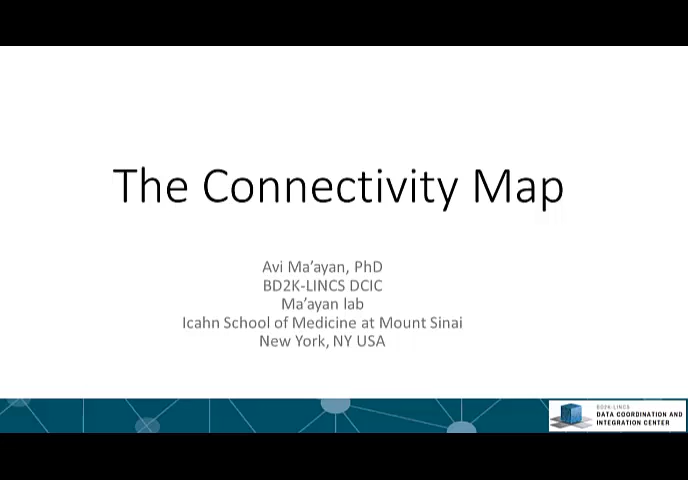 The Connectivity Map
Avi Ma'ayan, PhD
BD2K-LINCS DCIC
Ma'ayan lab
Icahn School of Medicine at Mount Sinai
New York, NY USA
BD2K-LINCS
DATA COORDINATION AND
INTEGRATION CENTER